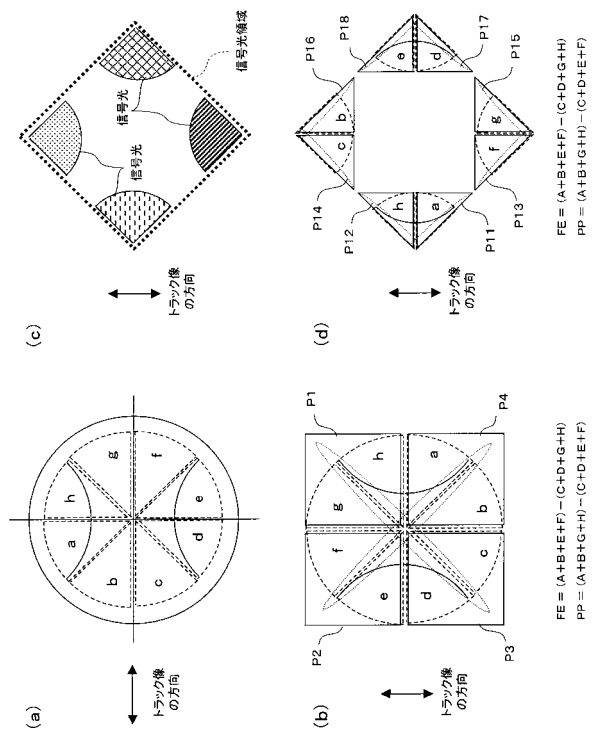 (a)
トラック像
の方向
a
b
c
d
e
f
g
h
(b)
トラック像
の方向
P1
P2
P3
P4
a
b
c
d
e
f
g
h
FE = (A+B+E+F)−(C+D+G+H)
PP = (A+B+G+H)−(C+D+E+F)
(c)
トラック像
の方向
信号光
信号光
信号光領域
(d)
トラック像
の方向
P11
P12
P13
P14
P15
P16
P17
P18
a
b
c
d
e
f
g
h
FE = (A+B+E+F)−(C+D+G+H)
PP = (A+B+G+H)−(C+D+E+F)